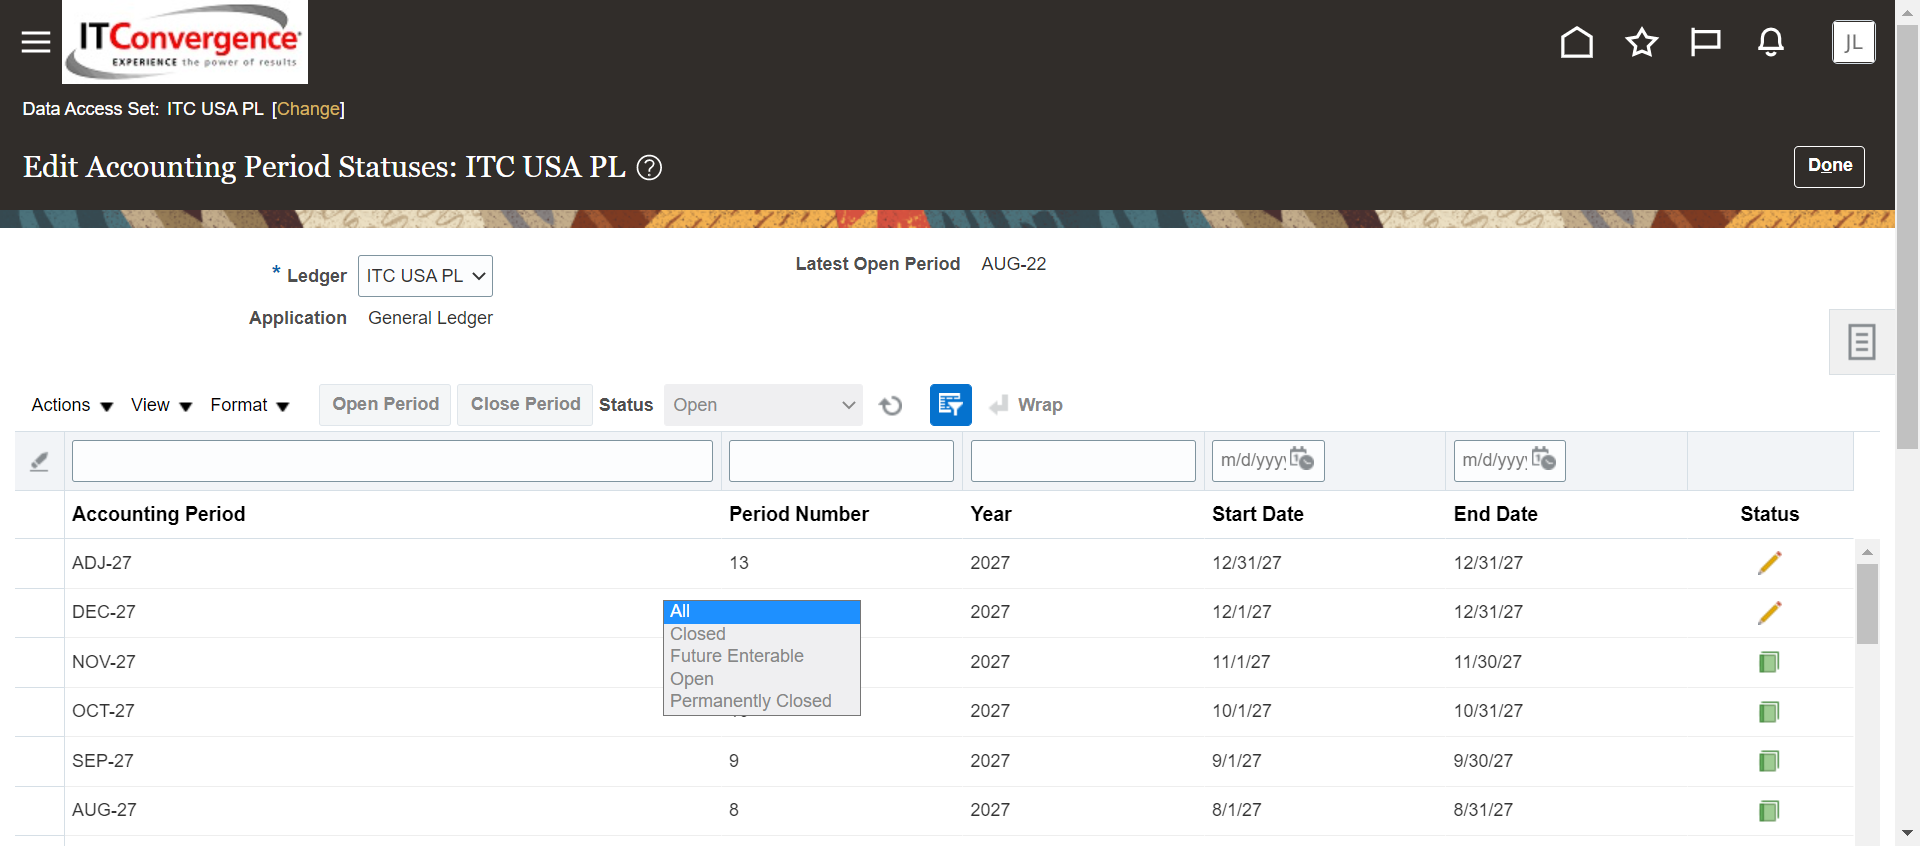 ITConvergence
EXPERIENCE the power of results
JL
Data Access Set: ITC USA PL [Change]
Edit Accounting Period Statuses: ITC USA PL ?
Done
* Ledger ITC USA PL
Latest Open Period AUG-22
Application General Ledger
Actions View Format Open Period Close Period Status Open Wrap
m/d/yyyy m/d/yyyy
Accounting Period Period Number Year Start Date End Date Status
ADJ-27 13 2027 12/31/27 12/31/27
DEC-27 2027 12/1/27 12/31/27
NOV-27 2027 11/1/27 11/30/27
OCT-27 2027 10/1/27 10/31/27
SEP-27 9 2027 9/1/27 9/30/27
AUG-27 8 2027 8/1/27 8/31/27
All
Closed
Future Enterable
Open
Permanently Closed